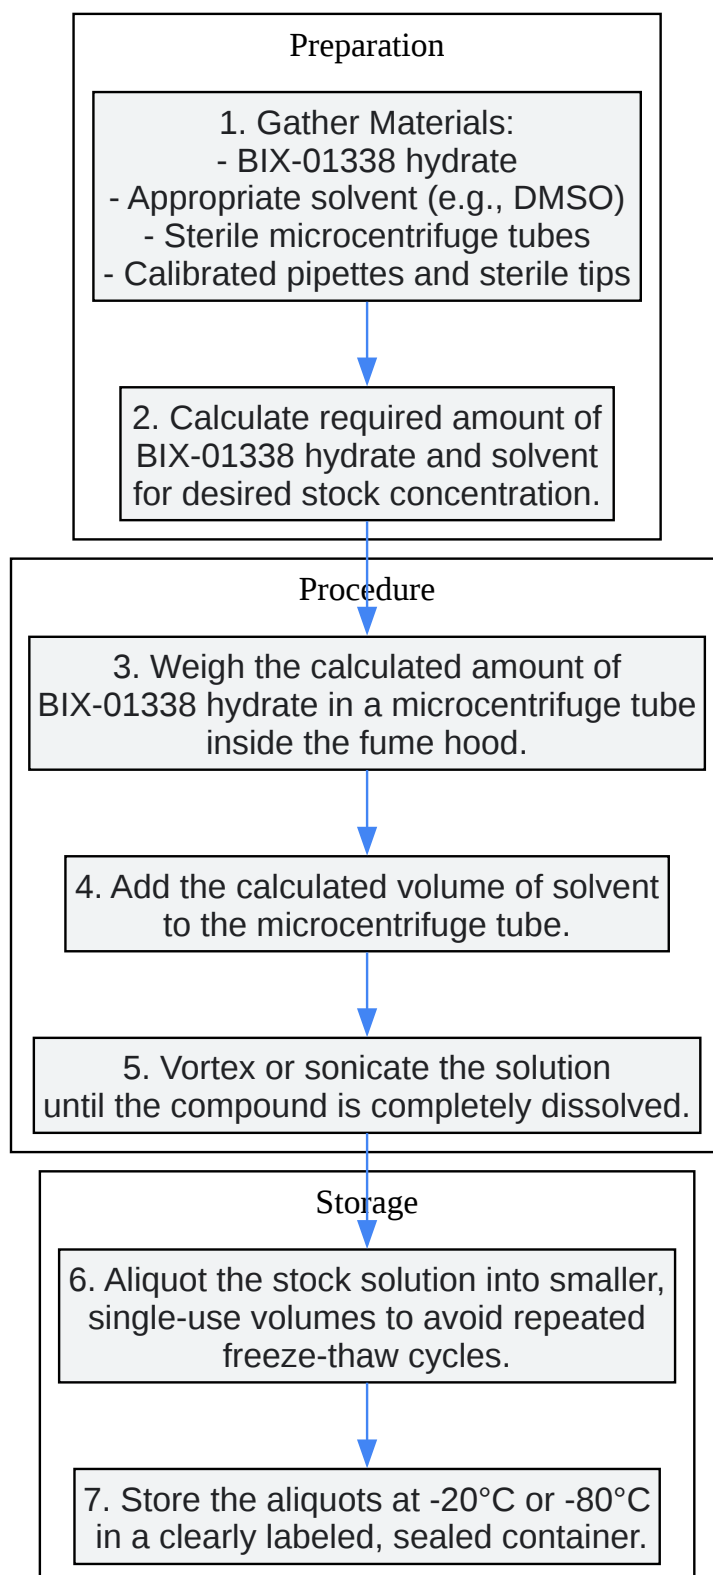 Preparation
1. Gather Materials:
- BIX-01338 hydrate
- Appropriate solvent (e.g., DMSO)
- Sterile microcentrifuge tubes
- Calibrated pipettes and sterile tips
2. Calculate required amount of
BIX-01338 hydrate and solvent
for desired stock concentration.
Procedure
3. Weigh the calculated amount of
BIX-01338 hydrate in a microcentrifuge tube
inside the fume hood.
4. Add the calculated volume of solvent
to the microcentrifuge tube.
5. Vortex or sonicate the solution
until the compound is completely dissolved.
Storage
6. Aliquot the stock solution into smaller,
single-use volumes to avoid repeated
freeze-thaw cycles.
7. Store the aliquots at -20°C or -80°C
in a clearly labeled, sealed container.